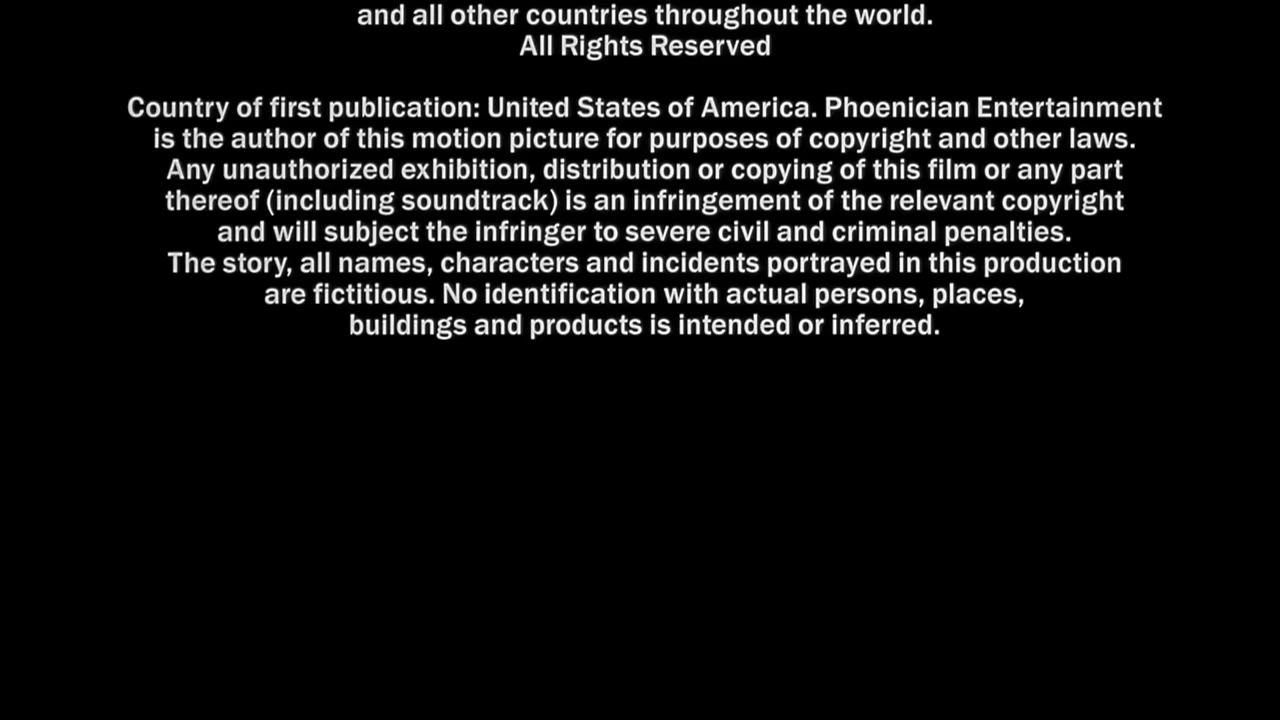 and all other countries throughout the world.
All Rights Reserved
Country of first publication: United States of America. Phoenician Entertainment
is the author of this motion picture for purposes of copyright and other laws.
Any unauthorized exhibition, distribution or copying of this film or any part
thereof (including soundtrack) is an infringement of the relevant copyright
and will subject the infringer to severe civil and criminal penalties.
The story, all names, characters and incidents portrayed in this production
are fictitious. No identification with actual persons, places,
buildings and products is intended or inferred.